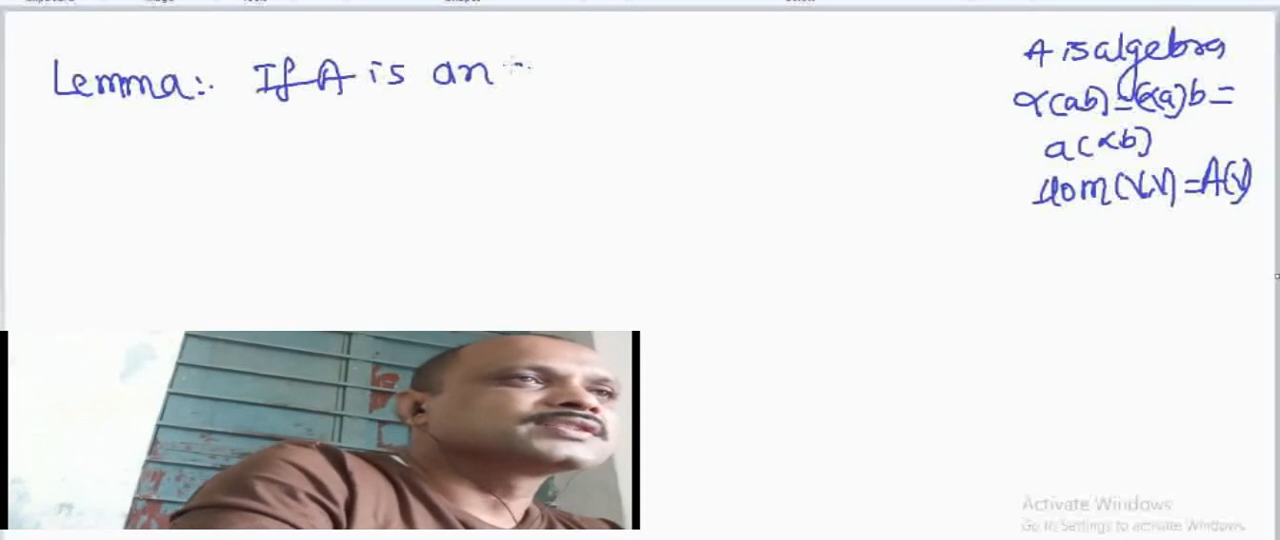 Lemma:. If A is an
A is algebra
α(ab) = (αa)b =
a(αb)
Hom(V,V) = A(V)
Activate Windows
Go to Settings to activate Windows.